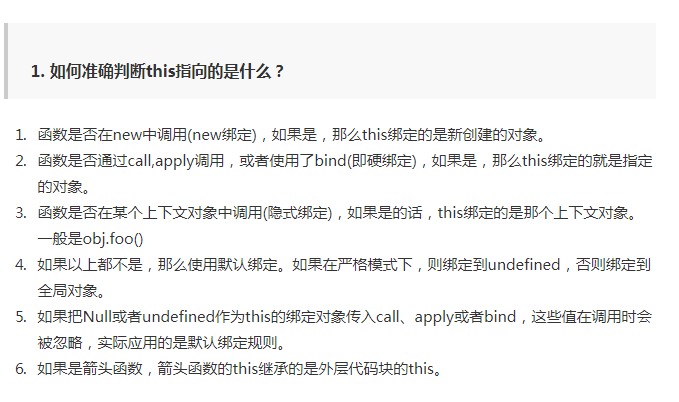 1. 如何准确判断this指向的是什么？
1. 函数是否在new中调用(new绑定)，如果是，那么this绑定的是新创建的对象。
2. 函数是否通过call,apply调用，或者使用了bind(即硬绑定)，如果是，那么this绑定的就是指定
的对象。
3. 函数是否在某个上下文对象中调用(隐式绑定)，如果是的话，this绑定的是那个上下文对象。
一般是obj.foo()
4. 如果以上都不是，那么使用默认绑定。如果在严格模式下，则绑定到undefined，否则绑定到
全局对象。
5. 如果把Null或者undefined作为this的绑定对象传入call、apply或者bind，这些值在调用时会
被忽略，实际应用的是默认绑定规则。
6. 如果是箭头函数，箭头函数的this继承的是外层代码块的this。